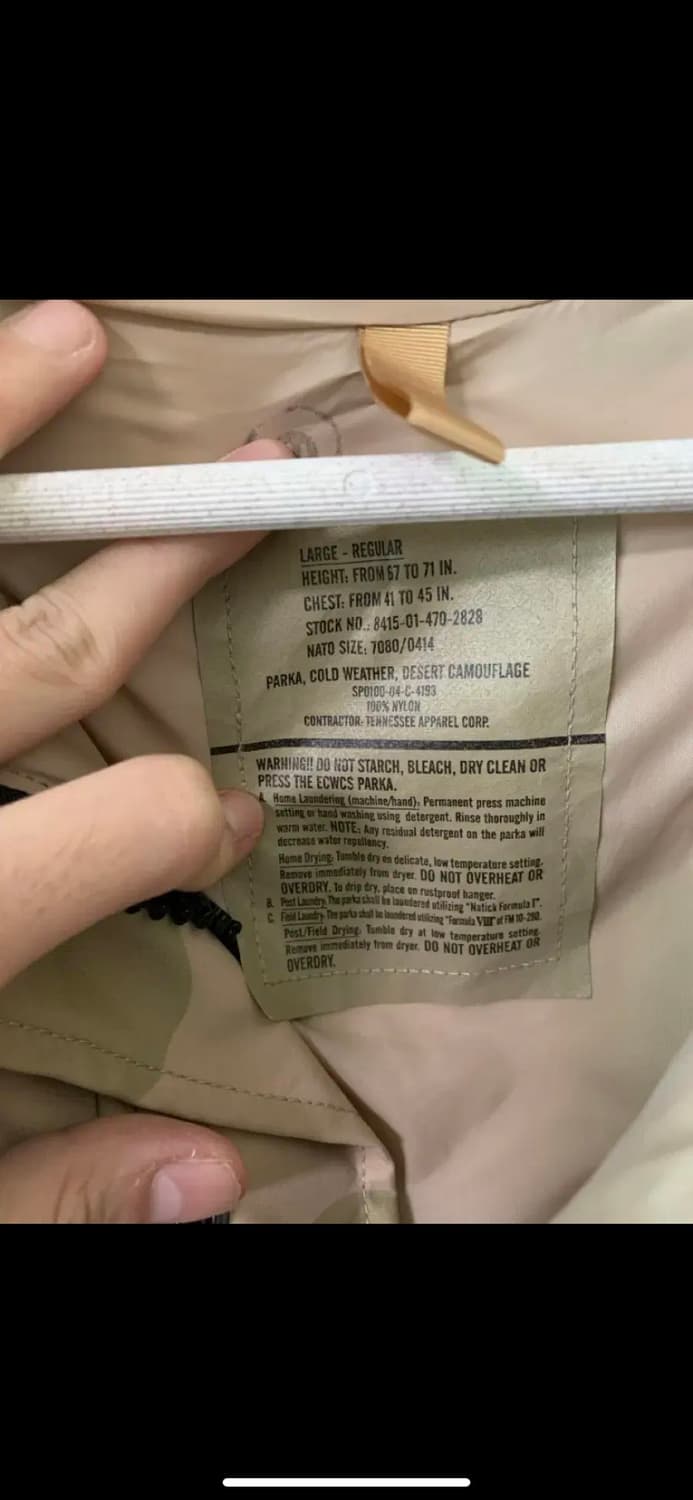 LARGE - REGULAR
HEIGHT: FROM 67 TO 71 IN.
CHEST: FROM 41 TO 45 IN.
STOCK NO.: 8415-01-470-2828
NATO SIZE: 7080/0414
PARKA, COLD WEATHER, DESERT CAMOUFLAGE
SPO100-04-C-4193
100% NYLON
CONTRACTOR: TENNESSEE APPAREL CORP.
WARNING!! DO NOT STARCH, BLEACH, DRY CLEAN OR
PRESS THE ECWCS PARKA.
A. Home Laundering (machine/hand): Permanent press machine
setting or hand washing using detergent. Rinse thoroughly in
warm water. NOTE: Any residual detergent on the parka will
decrease water repellency.
Home Drying: Tumble dry on delicate, low temperature setting.
Remove immediately from dryer. DO NOT OVERHEAT OR
OVERDRY. To drip dry, place on rustproof hanger.
B. Post Laundry: The parka shall be laundered utilizing "Natick Formula I".
C. Field Laundry: The parka shall be laundered utilizing "Formula VIII" of FM 10-280.
Post/Field Drying: Tumble dry at low temperature setting.
Remove immediately from dryer. DO NOT OVERHEAT OR
OVERDRY.